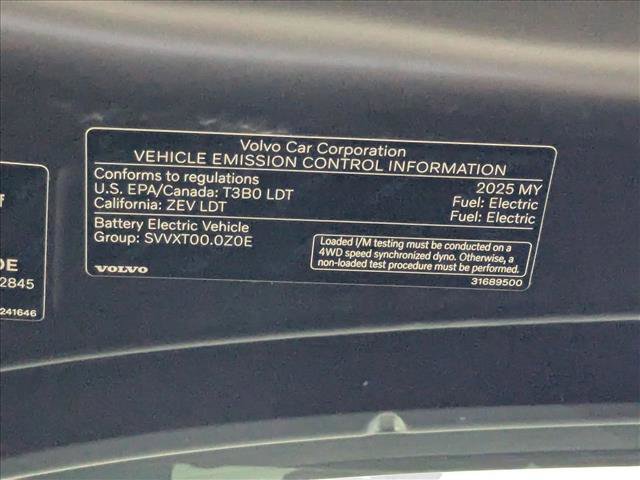 Volvo Car Corporation
VEHICLE EMISSION CONTROL INFORMATION
Conforms to regulations 2025 MY
U.S. EPA/Canada: T3B0 LDT Fuel: Electric
California: ZEV LDT Fuel: Electric
Battery Electric Vehicle
Group: SVVXT00.0Z0E
Loaded I/M testing must be conducted on a
4WD speed synchronized dyno. Otherwise, a
non-loaded test procedure must be performed.
VOLVO 31689500
OE
2845
241646